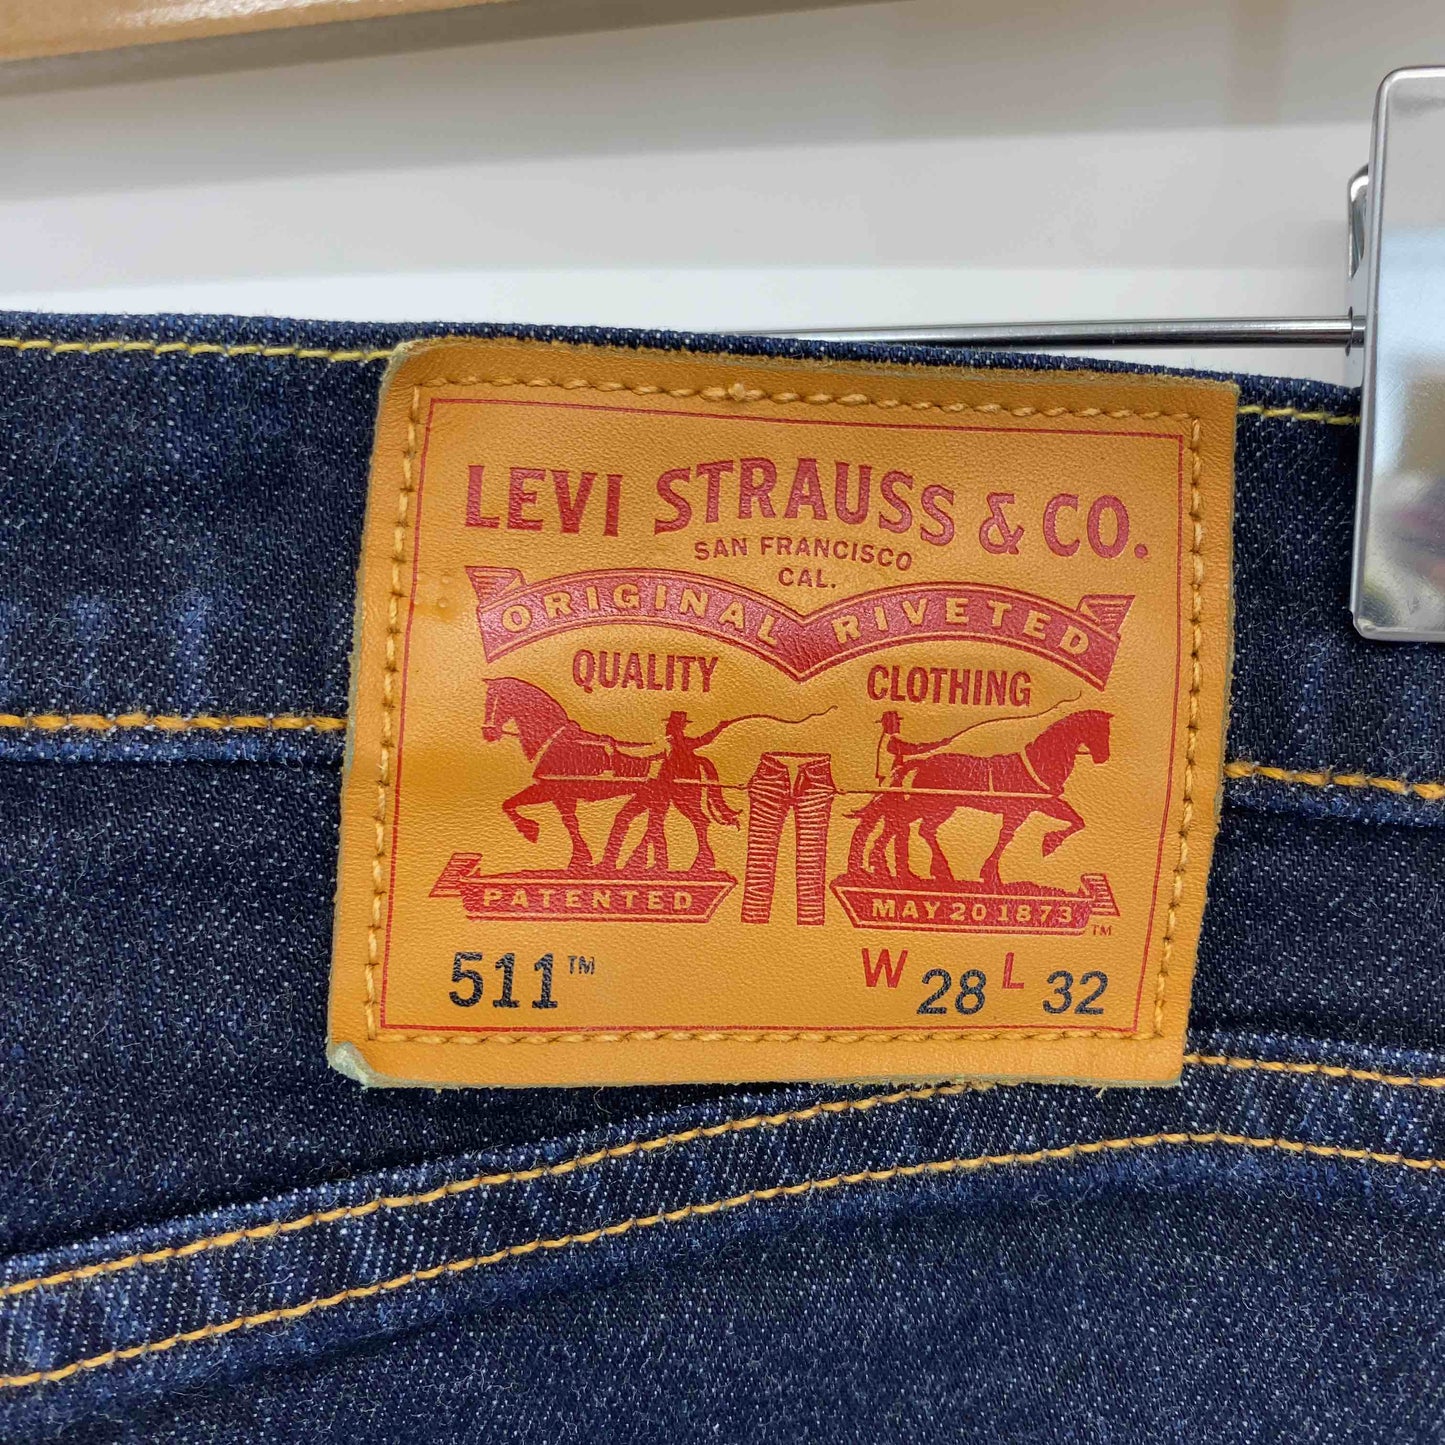 LEVI STRAUSS & CO.
SAN FRANCISCO
CAL.
ORIGINAL RIVETED
QUALITY CLOTHING
PATENTED MAY 20 1873 TM
511™ W 28 L 32